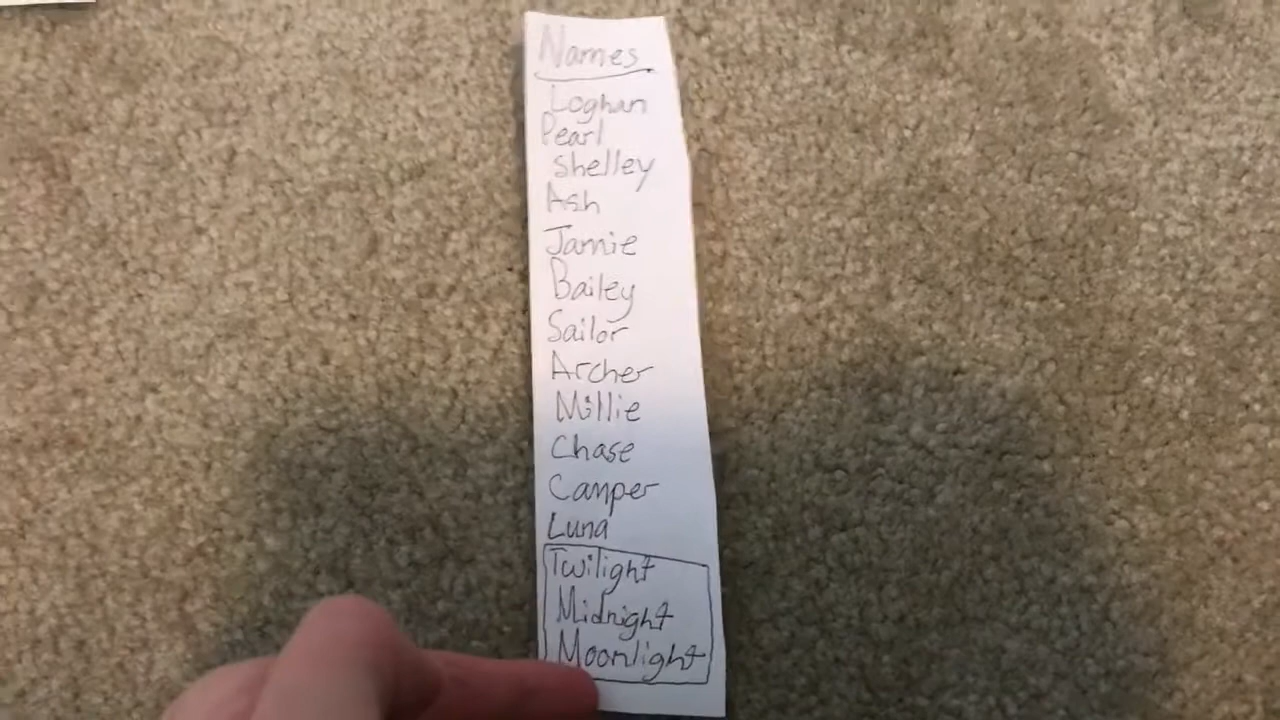 Names
Loghan
Pearl
Shelley
Ash
Jamie
Bailey
Sailor
Archer
Millie
Chase
Camper
Luna
Twilight
Midnight
Moonlight